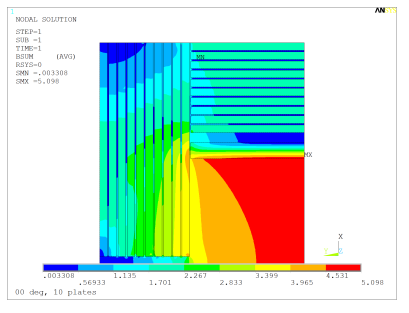 1
NODAL SOLUTION
AN
STEP=1
SUB =1
TIME=1
BSUM (AVG)
RSYS=0
SMN =.003308
SMX =5.098
MN
MX
X
.003308
1.135
2.267
3.399
4.531
.56933
1.701
2.833
3.965
5.098
00 deg, 10 plates